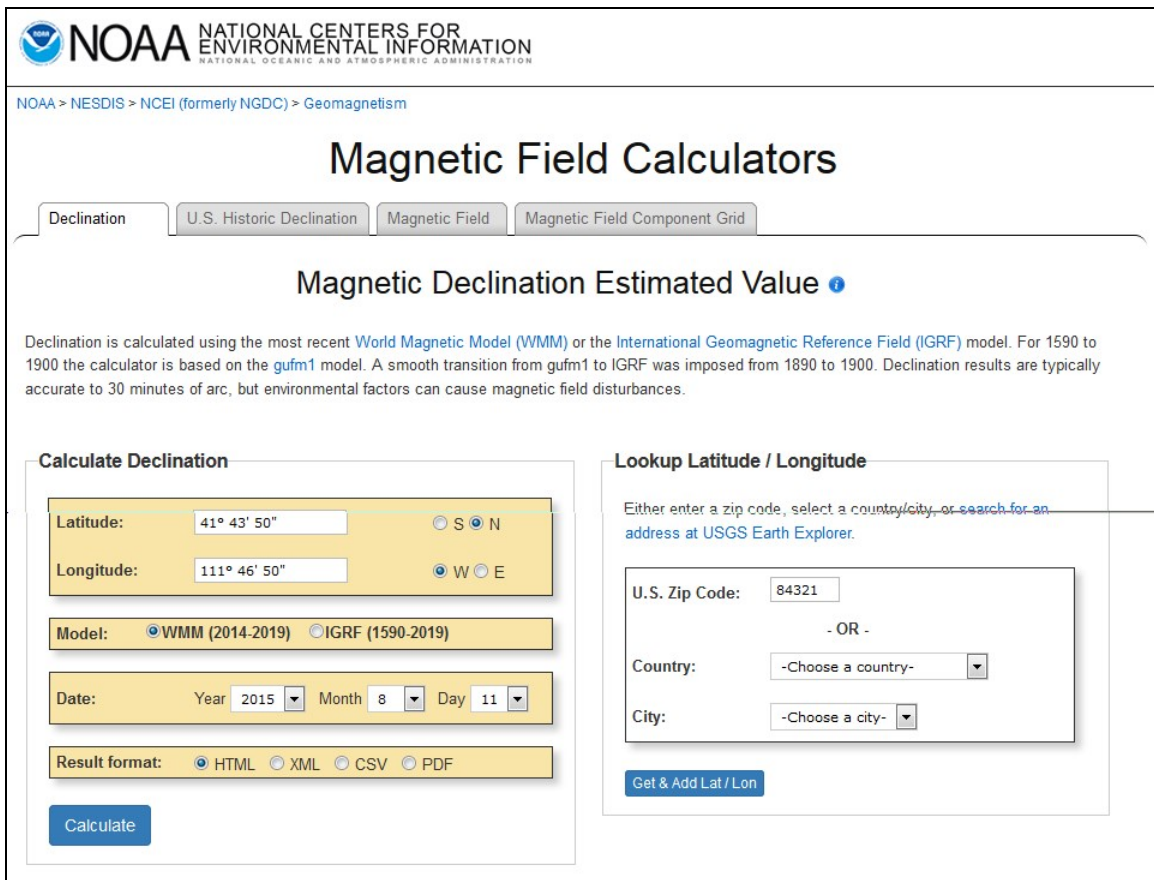 NOAA NATIONAL CENTERS FOR
ENVIRONMENTAL INFORMATION
NATIONAL OCEANIC AND ATMOSPHERIC ADMINISTRATION
NOAA > NESDIS > NCEI (formerly NGDC) > Geomagnetism
Magnetic Field Calculators
Declination U.S. Historic Declination Magnetic Field Magnetic Field Component Grid
Magnetic Declination Estimated Value
Declination is calculated using the most recent World Magnetic Model (WMM) or the International Geomagnetic Reference Field (IGRF) model. For 1590 to
1900 the calculator is based on the gufm1 model. A smooth transition from gufm1 to IGRF was imposed from 1890 to 1900. Declination results are typically
accurate to 30 minutes of arc, but environmental factors can cause magnetic field disturbances.
Calculate Declination
Latitude: 41° 43' 50" S N
Longitude: 111° 46' 50" W E
Model: WMM (2014-2019) IGRF (1590-2019)
Date: Year 2015 Month 8 Day 11
Result format: HTML XML CSV PDF
Calculate
Lookup Latitude / Longitude
Either enter a zip code, select a country/city, or search for an
address at USGS Earth Explorer.
U.S. Zip Code: 84321
- OR -
Country: -Choose a country-
City: -Choose a city-
Get & Add Lat / Lon